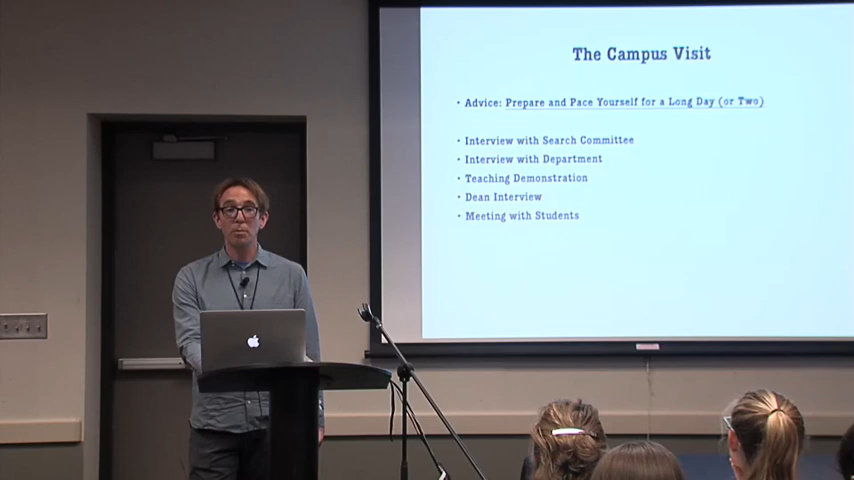 The Campus Visit
• Advice: Prepare and Pace Yourself for a Long Day (or Two)
• Interview with Search Committee
• Interview with Department
• Teaching Demonstration
• Dean Interview
• Meeting with Students